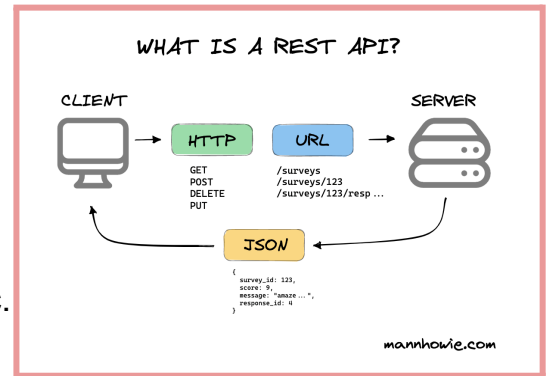 WHAT IS A REST API?
CLIENT
SERVER
HTTP
URL
GET
POST
DELETE
PUT
/surveys
/surveys/123
/surveys/123/resp...
JSON
{
survey_id: 123,
score: 9,
message: "amaze...",
response_id: 4
}
mannhowie.com